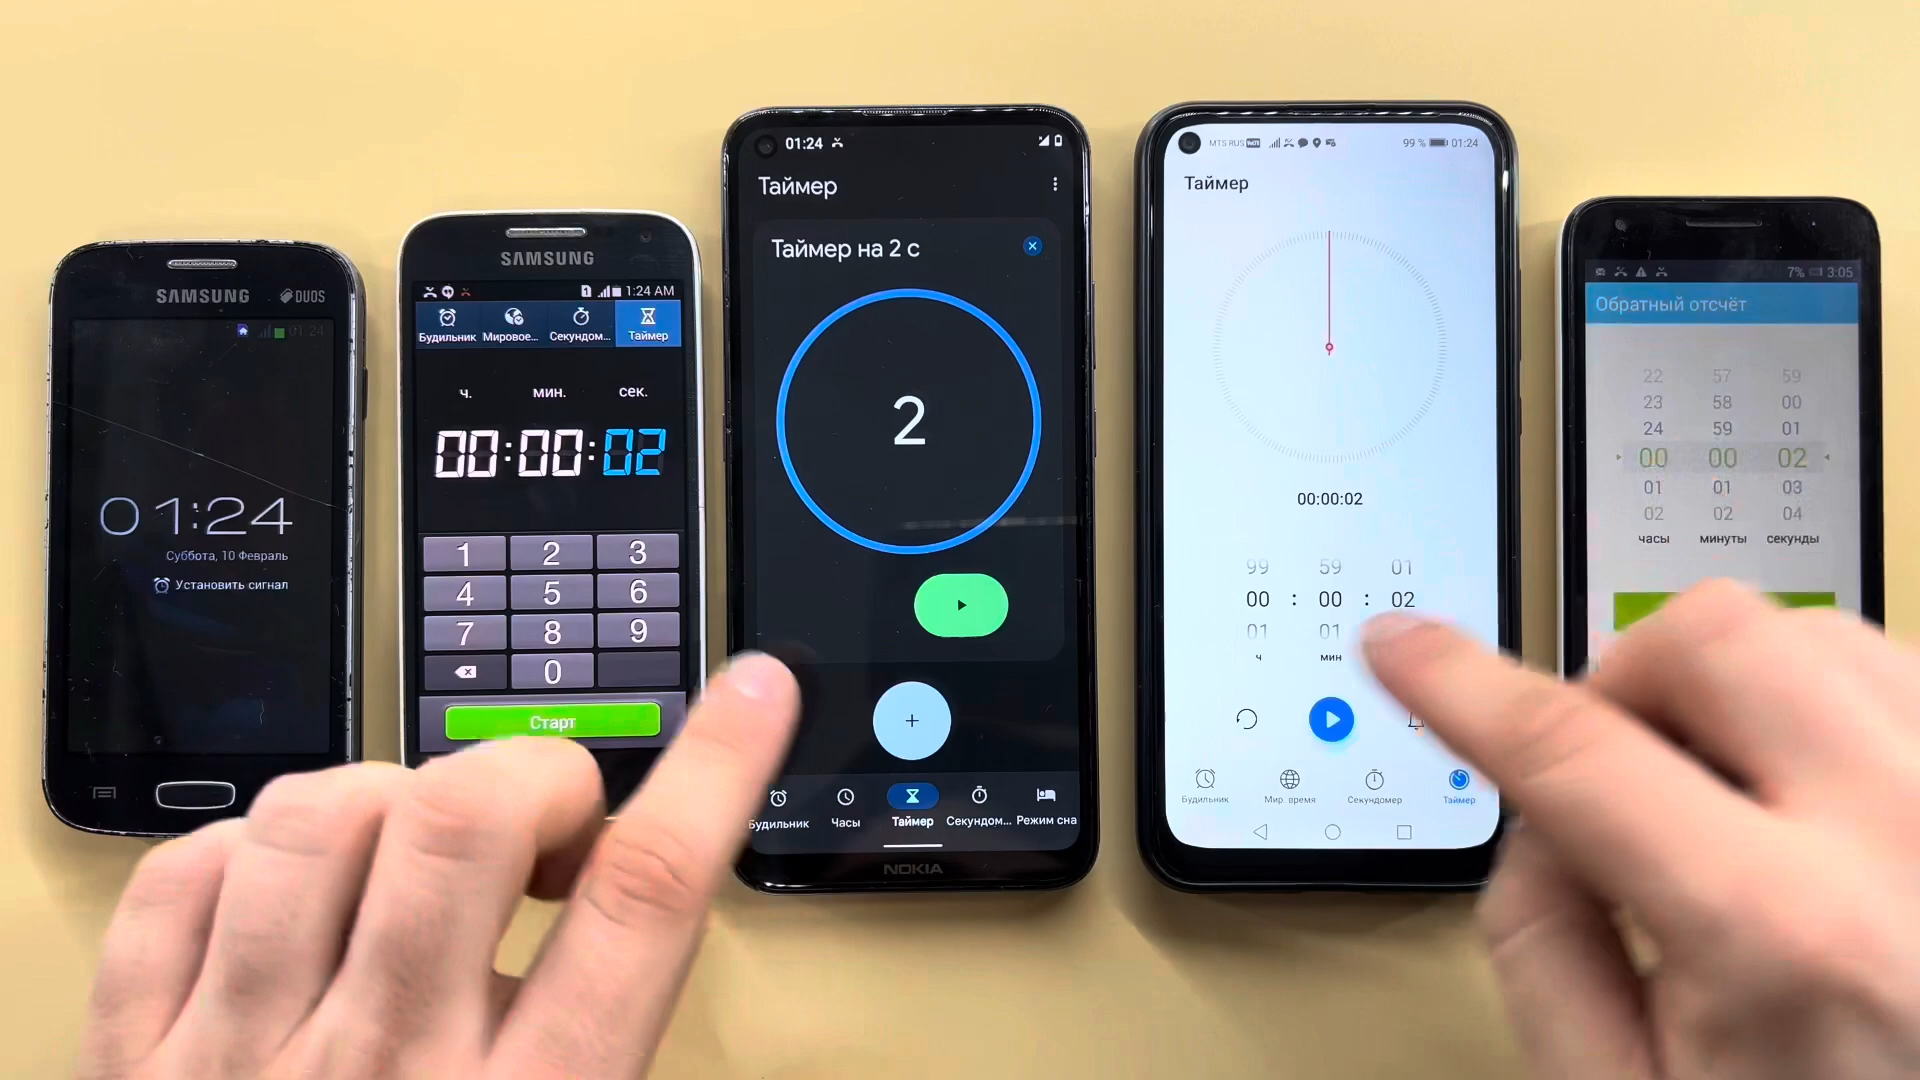 SAMSUNG DUOS
01:24
01:24
Суббота, 10 Февраль
Установить сигнал
SAMSUNG
1 1:24 AM
Будильник Мировое... Секундом... Таймер
ч. мин. сек.
00:00:02
1 2 3
4 5 6
7 8 9
0
Старт
01:24
Таймер
Таймер на 2 с
2
+
Будильник Часы Таймер Секундом... Режим сна
NOKIA
MTS RUS VoLTE 99 % 01:24
Таймер
00:00:02
99 59 01
00 : 00 : 02
01 01
ч мин
Будильник Мир. время Секундомер Таймер
7% 3:05
Обратный отсчёт
22 57 59
23 58 00
24 59 01
00 00 02
01 01 03
02 02 04
часы минуты секунды